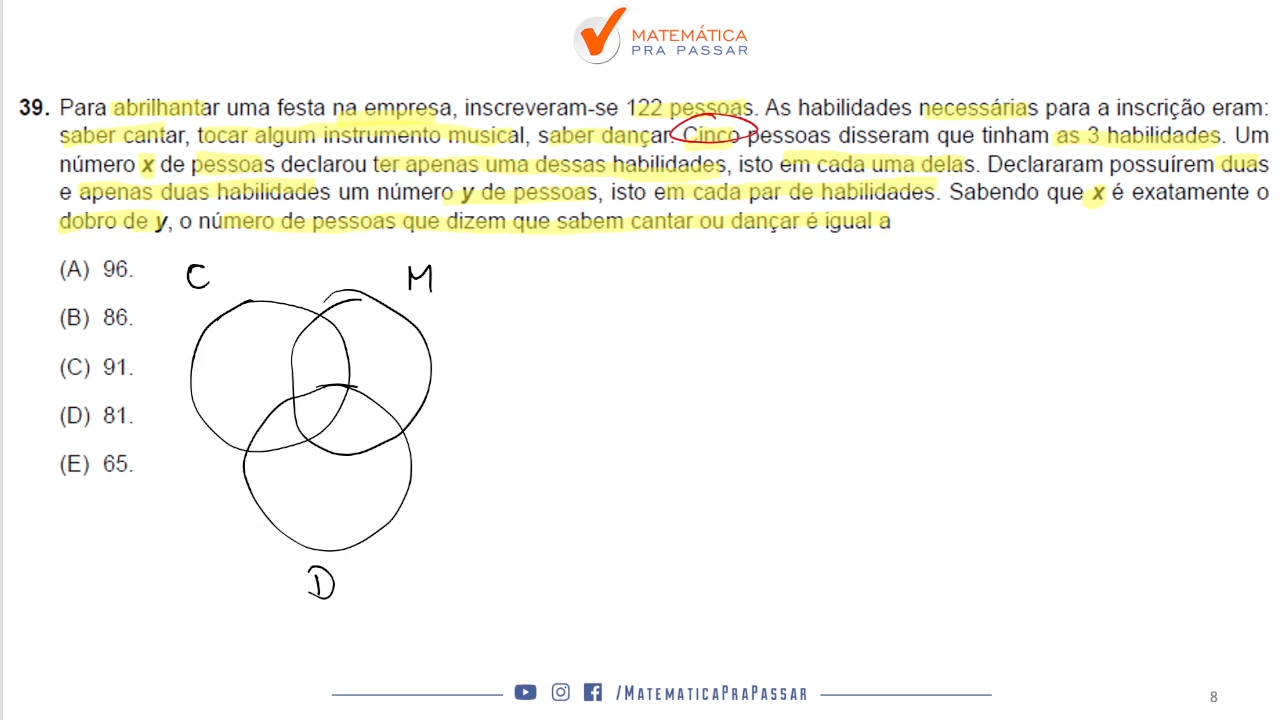 MATEMÁTICA
PRA PASSAR
39. Para abrilhantar uma festa na empresa, inscreveram-se 122 pessoas. As habilidades necessárias para a inscrição eram:
saber cantar, tocar algum instrumento musical, saber dançar. Cinco pessoas disseram que tinham as 3 habilidades. Um
número x de pessoas declarou ter apenas uma dessas habilidades, isto em cada uma delas. Declararam possuírem duas
e apenas duas habilidades um número y de pessoas, isto em cada par de habilidades. Sabendo que x é exatamente o
dobro de y, o número de pessoas que dizem que sabem cantar ou dançar é igual a
(A) 96.
(B) 86.
(C) 91.
(D) 81.
(E) 65.
C
M
D
/MATEMATICAPRAPASSAR
8